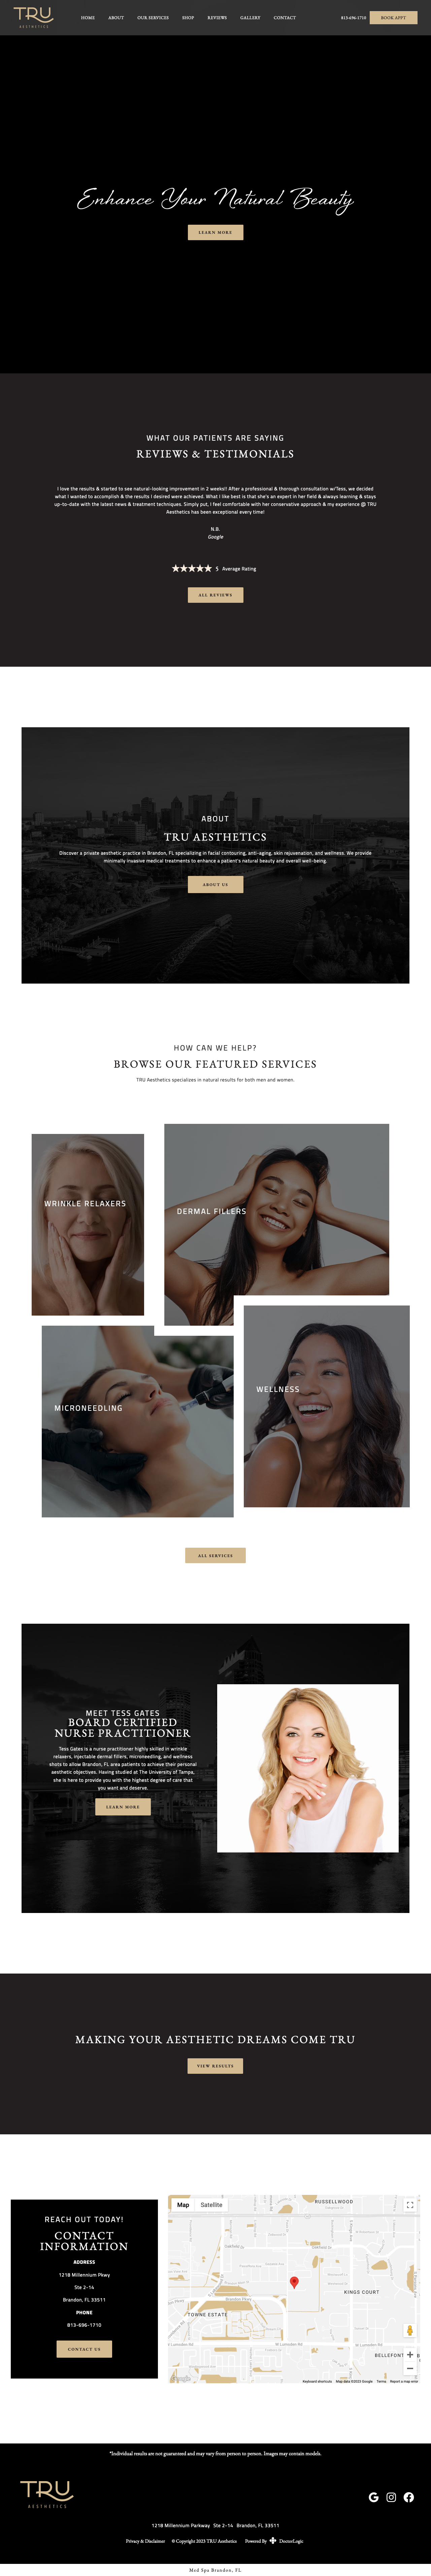 TRU
AESTHETICS
HOME ABOUT OUR SERVICES SHOP REVIEWS GALLERY CONTACT
813-696-1710
BOOK APPT
Enhance Your Natural Beauty
LEARN MORE
WHAT OUR PATIENTS ARE SAYING
REVIEWS & TESTIMONIALS
I love the results & started to see natural-looking improvement in 2 weeks!! After a professional & thorough consultation w/Tess, we decided
what I wanted to accomplish & the results I desired were achieved. What I like best is that she's an expert in her field & always learning & stays
up-to-date with the latest news & treatment techniques. Simply put, I feel comfortable with her conservative approach & my experience @ TRU
Aesthetics has been exceptional every time!
N.B.
Google
5 Average Rating
ALL REVIEWS
ABOUT
TRU AESTHETICS
Discover a private aesthetic practice in Brandon, FL specializing in facial contouring, anti-aging, skin rejuvenation, and wellness. We provide
minimally invasive medical treatments to enhance a patient's natural beauty and overall well-being.
ABOUT US
HOW CAN WE HELP?
BROWSE OUR FEATURED SERVICES
TRU Aesthetics specializes in natural results for both men and women.
WRINKLE RELAXERS
DERMAL FILLERS
MICRONEEDLING
WELLNESS
ALL SERVICES
MEET TESS GATES
BOARD CERTIFIED
NURSE PRACTITIONER
Tess Gates is a nurse practitioner highly skilled in wrinkle
relaxers, injectable dermal fillers, microneedling, and wellness
shots to allow Brandon, FL area patients to achieve their personal
aesthetic objectives. Having studied at The University of Tampa,
she is here to provide you with the highest degree of care that
you want and deserve.
LEARN MORE
MAKING YOUR AESTHETIC DREAMS COME TRU
VIEW RESULTS
REACH OUT TODAY!
CONTACT
INFORMATION
ADDRESS
1218 Millennium Pkwy
Ste 2-14
Brandon, FL 33511
PHONE
813-696-1710
CONTACT US
Map Satellite
RUSSELLWOOD
KINGS COURT
TOWNE ESTATE
W Lumsden Rd
BELLEFONT
Keyboard shortcuts Map data ©2023 Google Terms Report a map error
*Individual results are not guaranteed and may vary from person to person. Images may contain models.
TRU
AESTHETICS
1218 Millennium Parkway Ste 2-14 Brandon, FL 33511
Privacy & Disclaimer © Copyright 2023 TRU Aesthetics Powered By DoctorLogic
Med Spa Brandon, FL